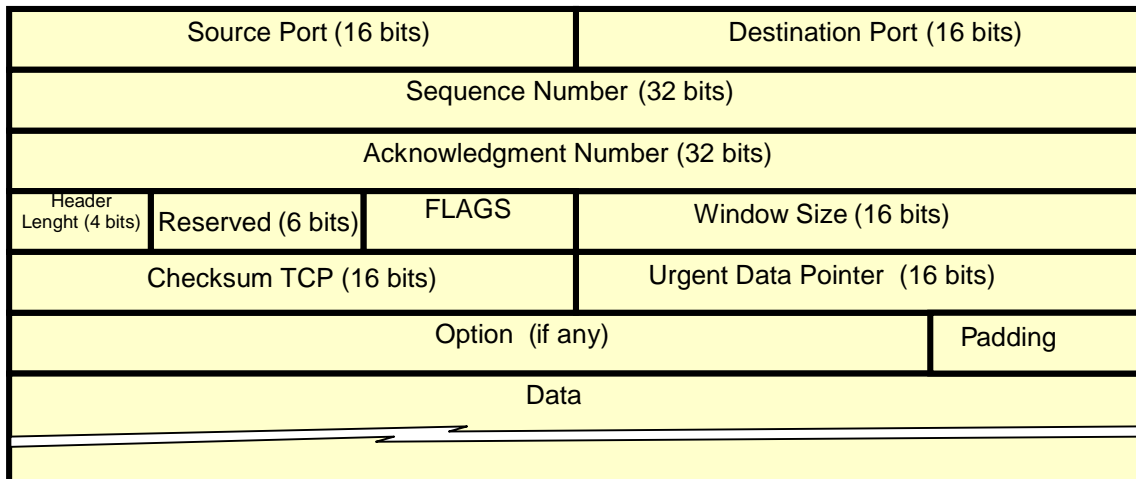 Source Port (16 bits)
Destination Port (16 bits)
Sequence Number (32 bits)
Acknowledgment Number (32 bits)
Header
Lenght (4 bits)
Reserved (6 bits)
FLAGS
Window Size (16 bits)
Checksum TCP (16 bits)
Urgent Data Pointer (16 bits)
Option (if any)
Padding
Data